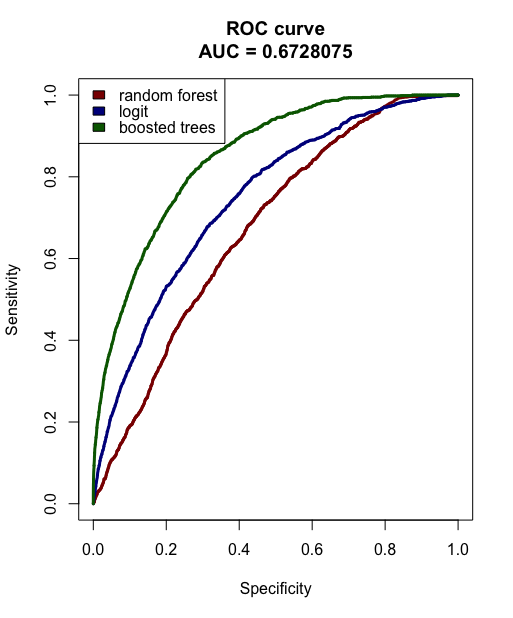 ROC curve
AUC = 0.6728075
random forest
logit
boosted trees
1.0
0.8
0.6
0.4
0.2
0.0
Sensitivity
0.0 0.2 0.4 0.6 0.8 1.0
Specificity